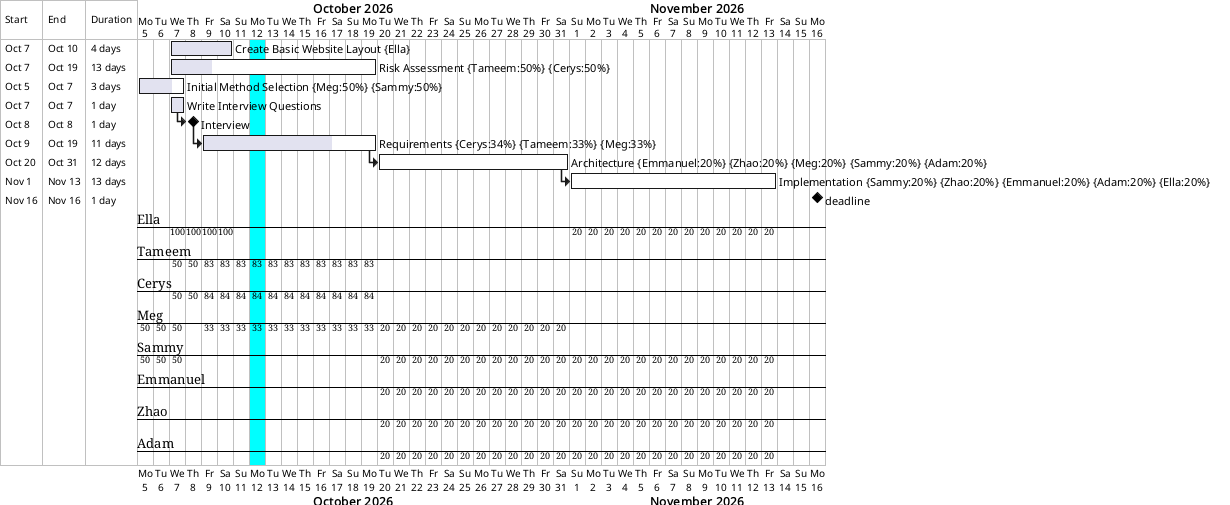 October 2026 November 2026
Start End Duration Mo Tu We Th Fr Sa Su Mo Tu We Th Fr Sa Su Mo Tu We Th Fr Sa Su Mo Tu We Th Fr Sa Su Mo Tu We Th Fr Sa Su Mo Tu We Th Fr Sa Su Mo
5 6 7 8 9 10 11 12 13 14 15 16 17 18 19 20 21 22 23 24 25 26 27 28 29 30 31 1 2 3 4 5 6 7 8 9 10 11 12 13 14 15 16
Oct 7 Oct 10 4 days Create Basic Website Layout {Ella}
Oct 7 Oct 19 13 days Risk Assessment {Tameem:50%} {Cerys:50%}
Oct 5 Oct 7 3 days Initial Method Selection {Meg:50%} {Sammy:50%}
Oct 7 Oct 7 1 day Write Interview Questions
Oct 8 Oct 8 1 day Interview
Oct 9 Oct 19 11 days Requirements {Cerys:34%} {Tameem:33%} {Meg:33%}
Oct 20 Oct 31 12 days Architecture {Emmanuel:20%} {Zhao:20%} {Meg:20%} {Sammy:20%} {Adam:20%}
Nov 1 Nov 13 13 days Implementation {Sammy:20%} {Zhao:20%} {Emmanuel:20%} {Adam:20%} {Ella:20%}
Nov 16 Nov 16 1 day deadline
Ella
100 100 100 100 20 20 20 20 20 20 20 20 20 20 20 20 20
Tameem
50 50 83 83 83 83 83 83 83 83 83 83 83
Cerys
50 50 84 84 84 84 84 84 84 84 84 84 84
Meg
50 50 50 33 33 33 33 33 33 33 33 33 33 33 20 20 20 20 20 20 20 20 20 20 20 20
Sammy
50 50 50 20 20 20 20 20 20 20 20 20 20 20 20 20 20 20 20 20 20 20 20 20 20 20 20 20
Emmanuel
20 20 20 20 20 20 20 20 20 20 20 20 20 20 20 20 20 20 20 20 20 20 20 20 20
Zhao
20 20 20 20 20 20 20 20 20 20 20 20 20 20 20 20 20 20 20 20 20 20 20 20 20
Adam
20 20 20 20 20 20 20 20 20 20 20 20 20 20 20 20 20 20 20 20 20 20 20 20 20
Mo Tu We Th Fr Sa Su Mo Tu We Th Fr Sa Su Mo Tu We Th Fr Sa Su Mo Tu We Th Fr Sa Su Mo Tu We Th Fr Sa Su Mo Tu We Th Fr Sa Su Mo
5 6 7 8 9 10 11 12 13 14 15 16 17 18 19 20 21 22 23 24 25 26 27 28 29 30 31 1 2 3 4 5 6 7 8 9 10 11 12 13 14 15 16
October 2026 November 2026